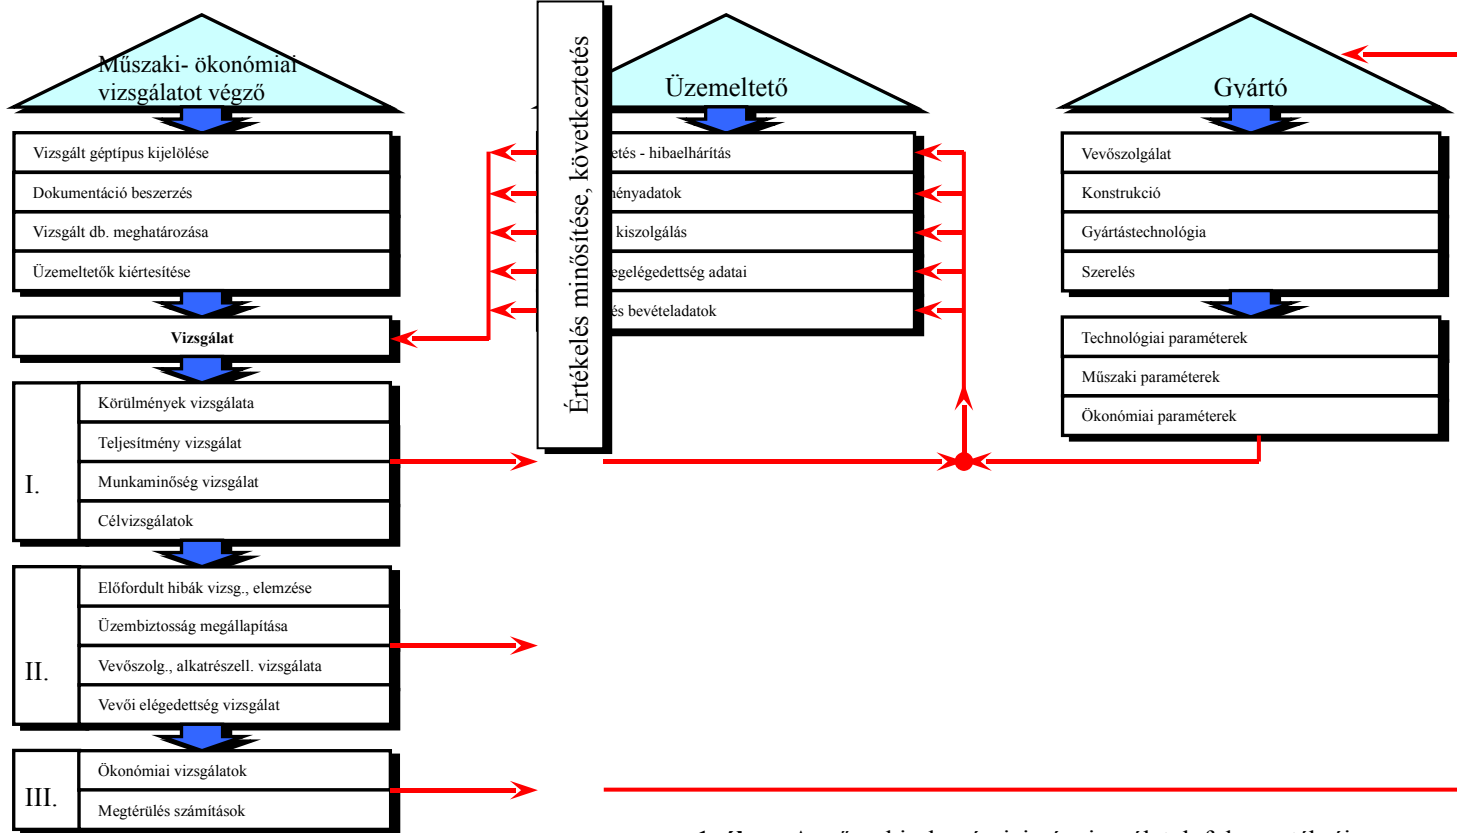 Műszaki- ökonómiai
vizsgálatot végző
Vizsgált géptípus kijelölése
Dokumentáció beszerzés
Vizsgált db. meghatározása
Üzemeltetők kiértesítése
Vizsgálat
I.
Körülmények vizsgálata
Teljesítmény vizsgálat
Munkaminőség vizsgálat
Célvizsgálatok
II.
Előfordult hibák vizsg., elemzése
Üzembiztosság megállapítása
Vevőszolg., alkatrészell. vizsgálata
Vevői elégedettség vizsgálat
III.
Ökonómiai vizsgálatok
Megtérülés számítások
Értékelés minősítése, következtetés
Üzemeltető
etés - hibaelhárítás
ményadatok
kiszolgálás
egelégedettség adatai
és bevételadatok
Gyártó
Vevőszolgálat
Konstrukció
Gyártástechnológia
Szerelés
Technológiai paraméterek
Műszaki paraméterek
Ökonómiai paraméterek